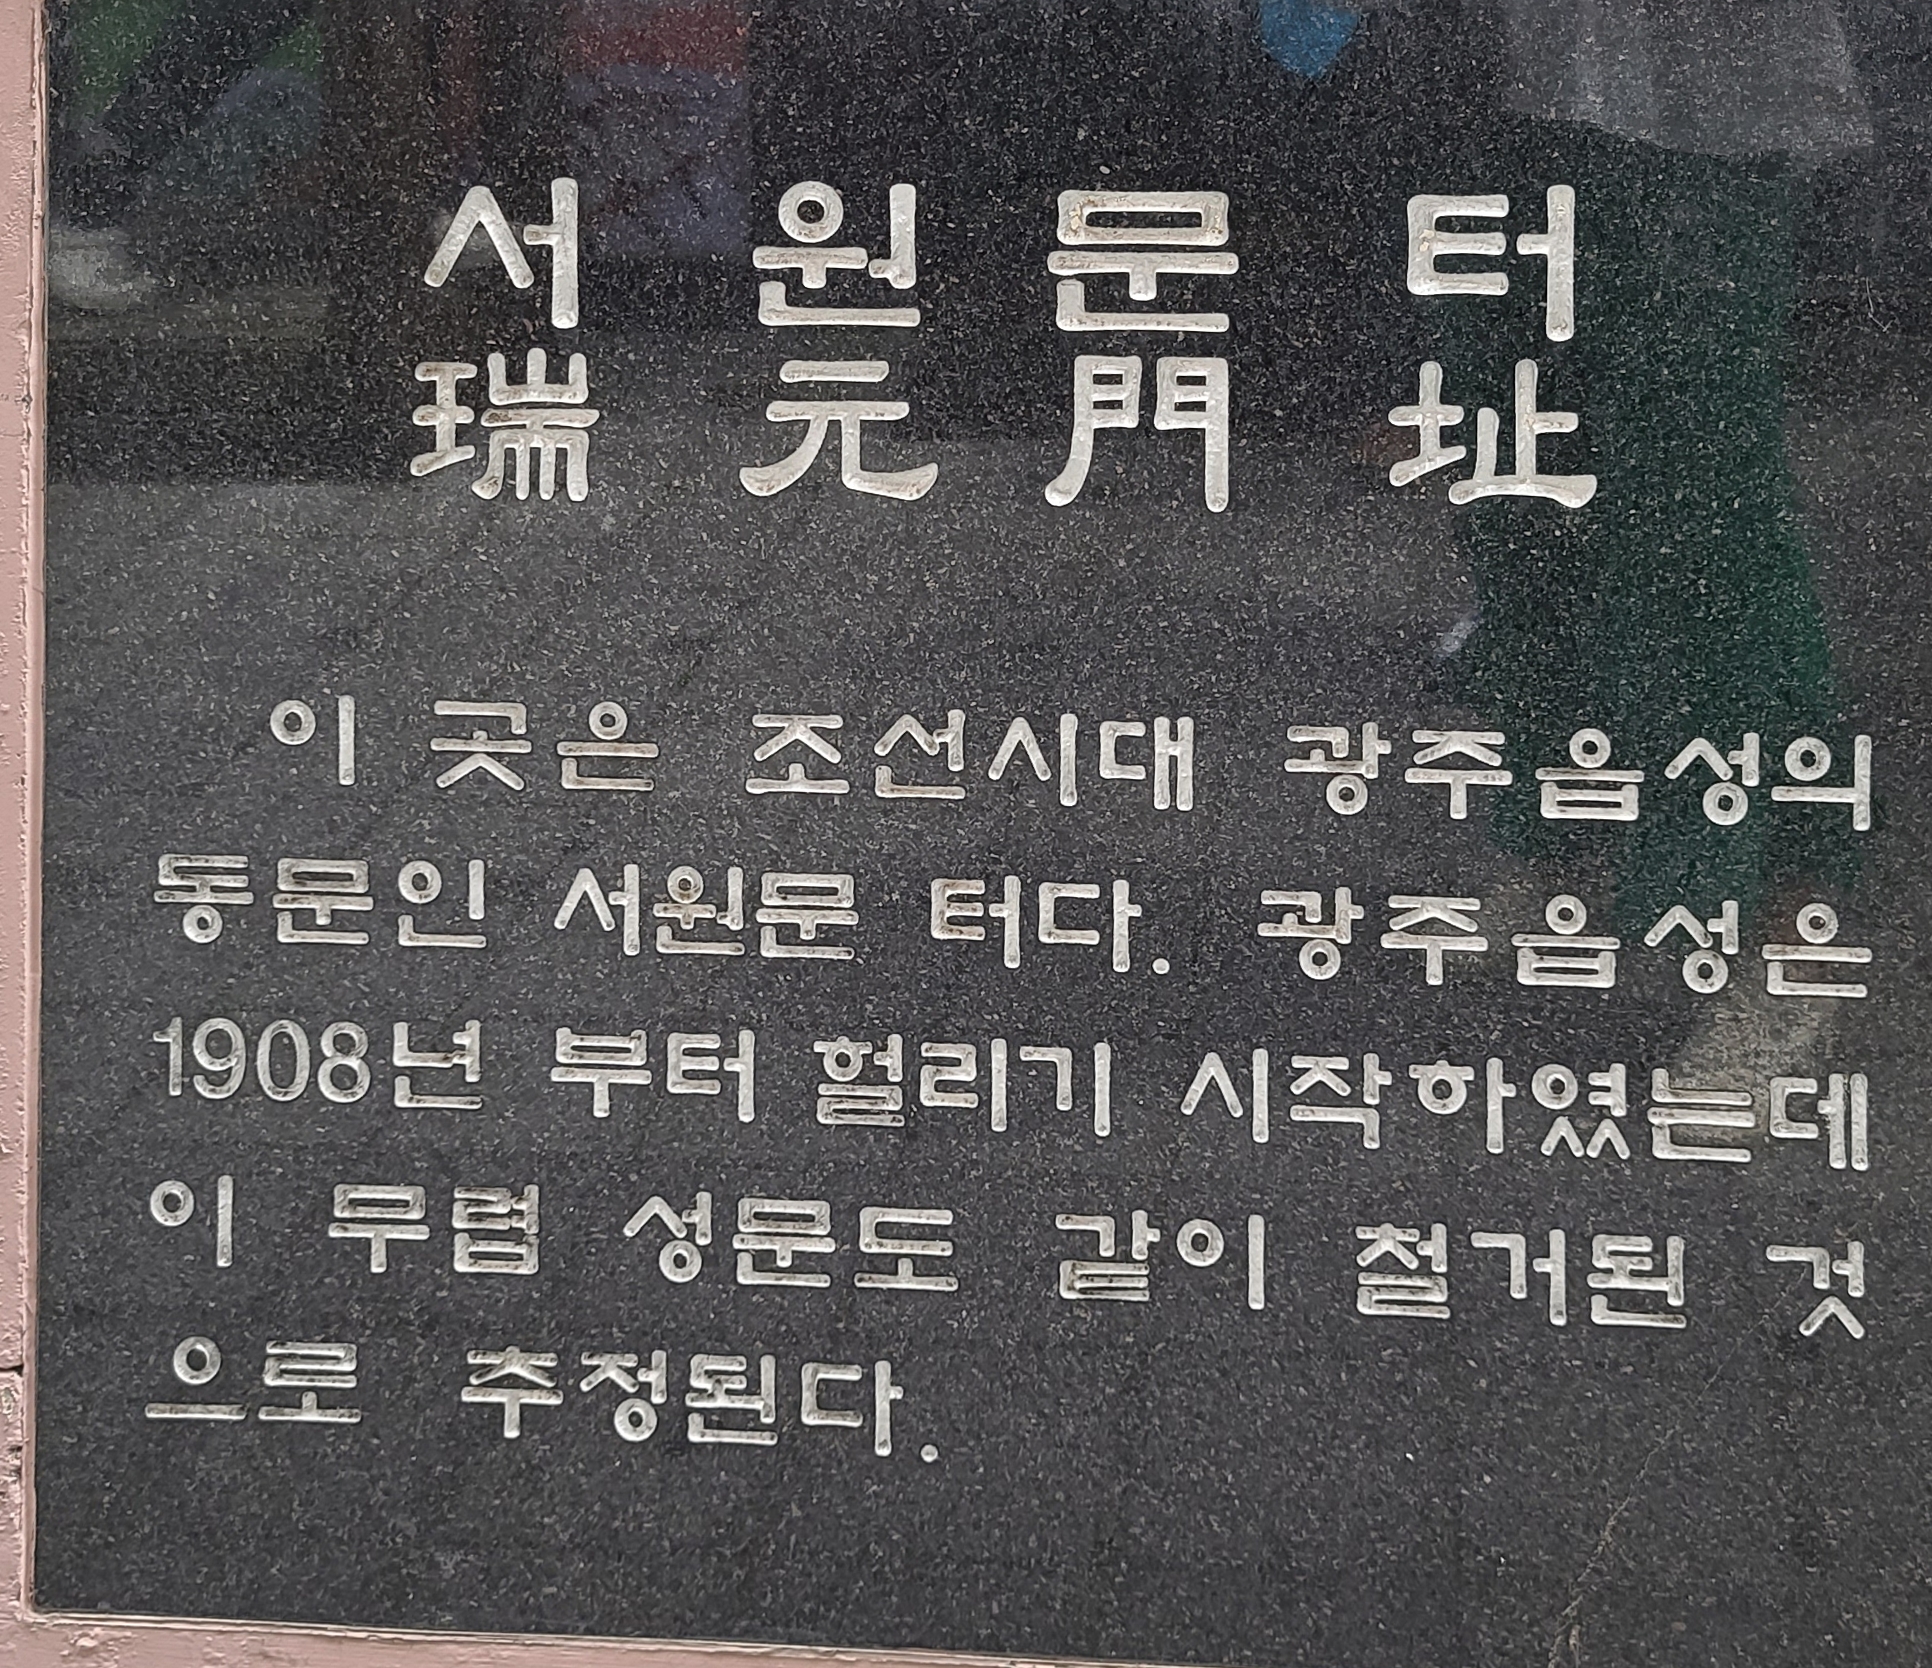 서원문터
瑞元門址
이 곳은 조선시대 광주읍성의
동문인 서원문 터다. 광주읍성은
1908년 부터 헐리기 시작하였는데
이 무렵 성문도 같이 철거된 것
으로 추정된다.